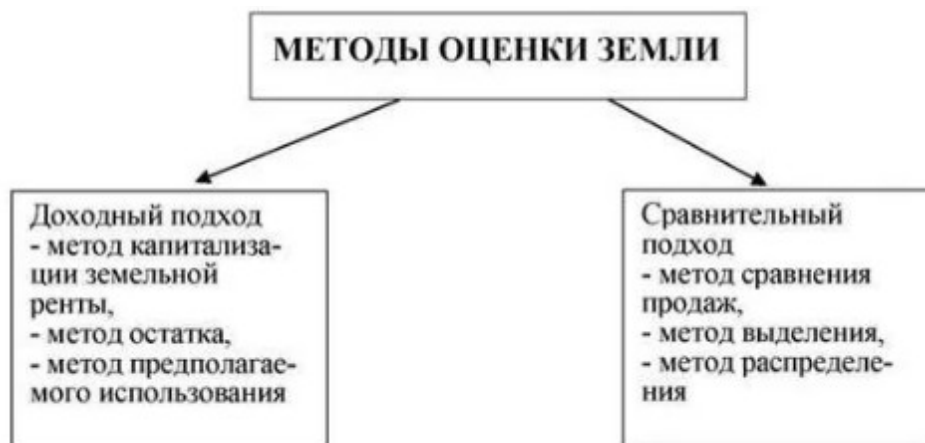 МЕТОДЫ ОЦЕНКИ ЗЕМЛИ
Доходный подход
- метод капитализа-
ции земельной
ренты,
- метод остатка,
- метод предполагае-
мого использования
Сравнительный
подход
- метод сравнения
продаж,
- метод выделения,
- метод распределе-
ния